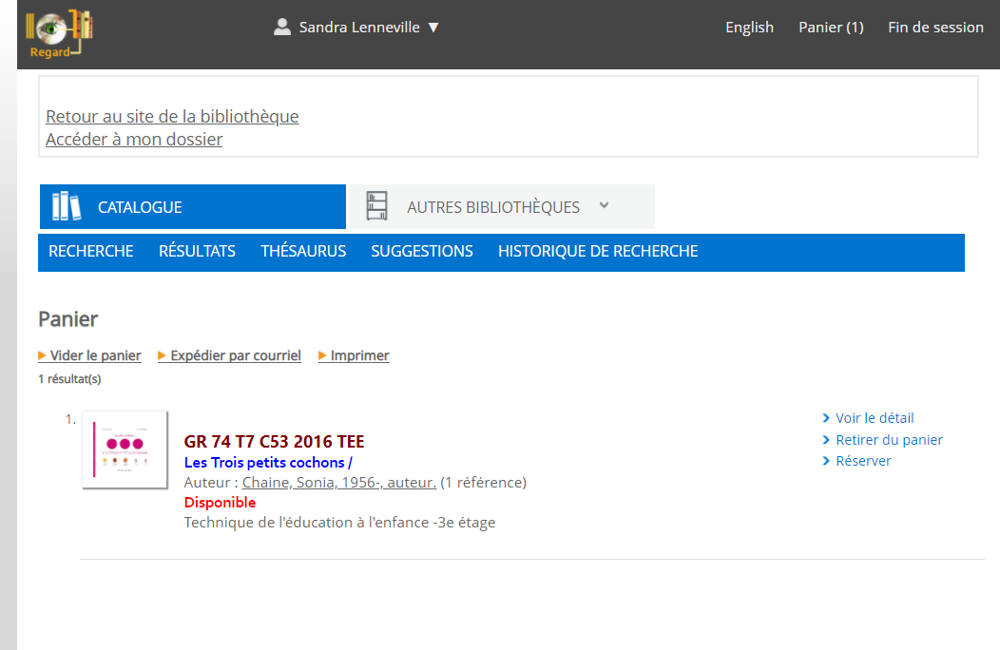 Regard
Sandra Lenneville ▼
English Panier (1) Fin de session
Retour au site de la bibliothèque
Accéder à mon dossier
CATALOGUE
AUTRES BIBLIOTHÈQUES
RECHERCHE RÉSULTATS THÉSAURUS SUGGESTIONS HISTORIQUE DE RECHERCHE
Panier
Vider le panier Expédier par courriel Imprimer
1 résultat(s)
1.
GR 74 T7 C53 2016 TEE
Les Trois petits cochons /
Auteur : Chaine, Sonia, 1956-, auteur. (1 référence)
Disponible
Technique de l'éducation à l'enfance -3e étage
Voir le détail
Retirer du panier
Réserver